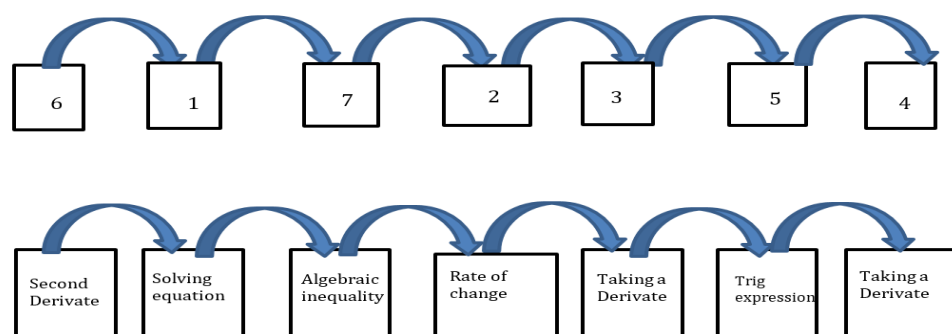 6 1 7 2 3 5 4
Second
Derivate
Solving
equation
Algebraic
inequality
Rate of
change
Taking a
Derivate
Trig
expression
Taking a
Derivate